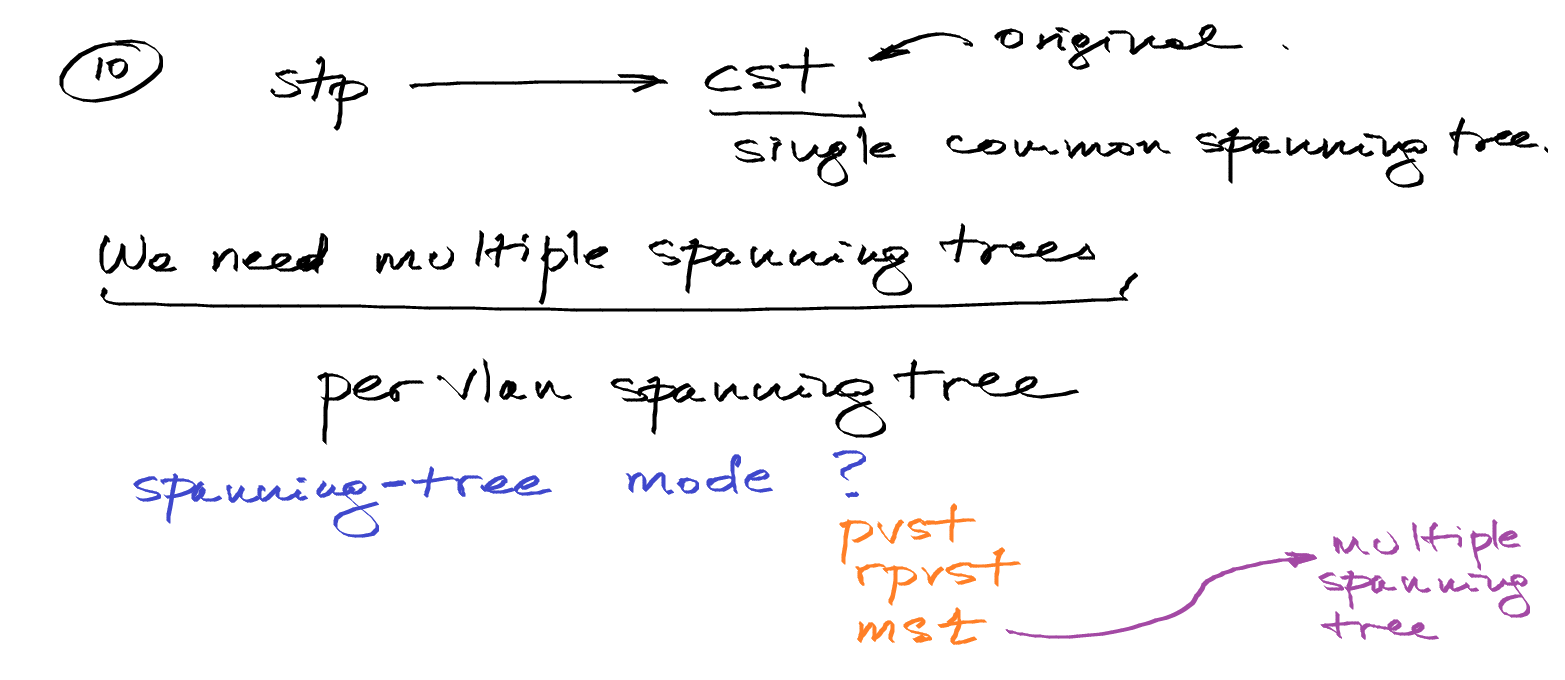 10 stp → cst ← original.
single common spanning tree.
We need multiple spanning trees
per vlan spanning tree
spanning-tree mode ?
pvst
rpvst
mst → multiple
spanning
tree